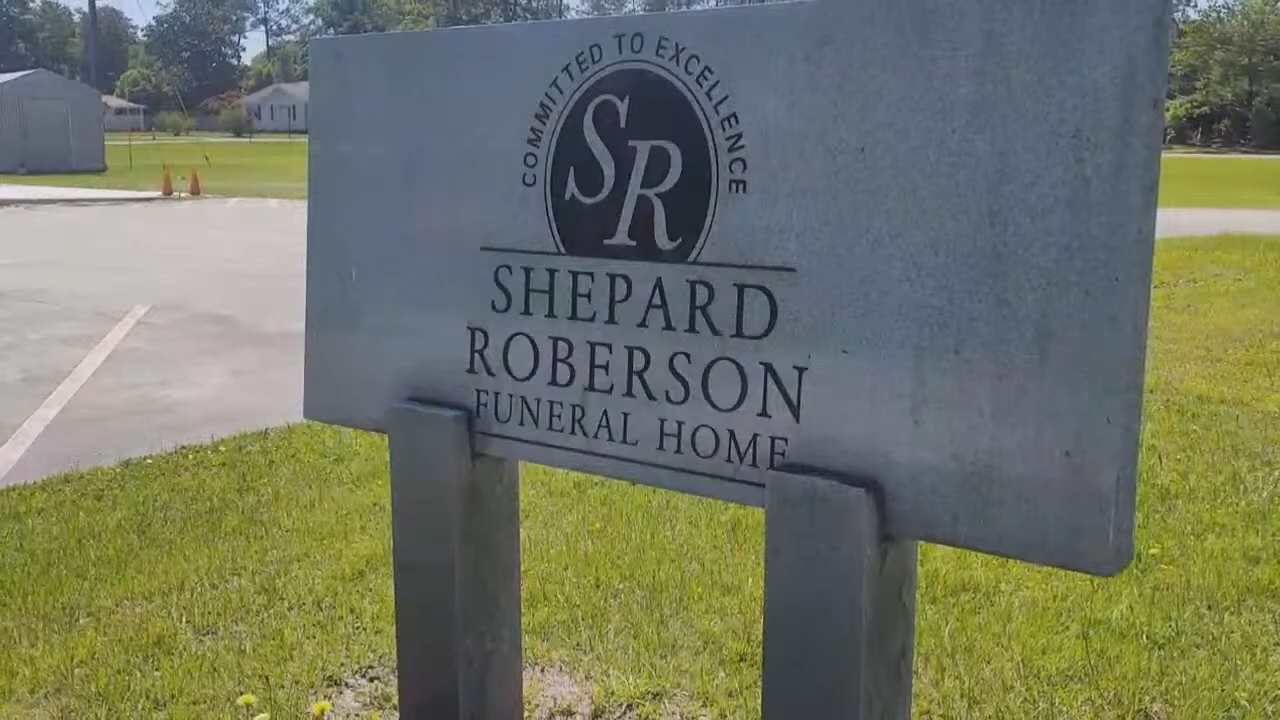 COMMITTED TO EXCELLENCE
SR
SHEPARD
ROBERSON
FUNERAL HOME